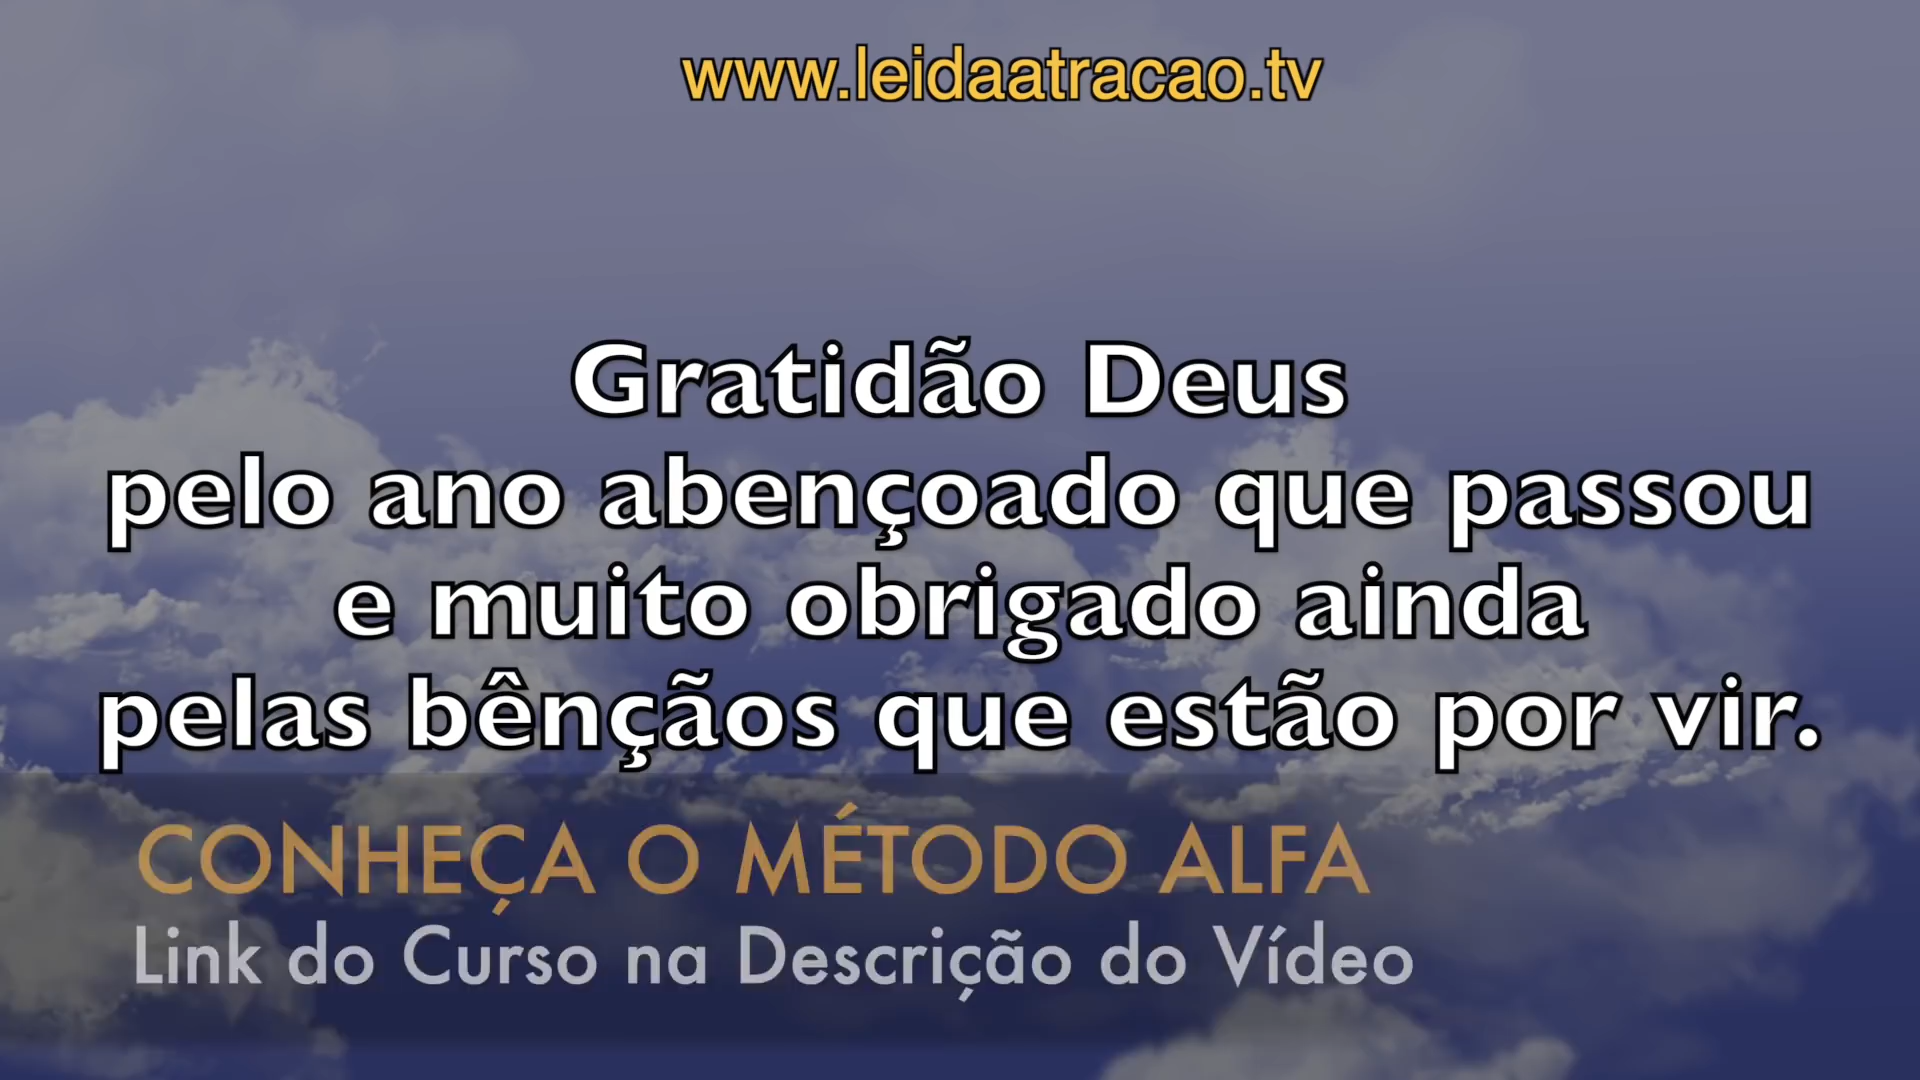 www.leidaatracao.tv
Gratidão Deus
pelo ano abençoado que passou
e muito obrigado ainda
pelas bênçãos que estão por vir.
CONHEÇA O MÉTODO ALFA
Link do Curso na Descrição do Vídeo